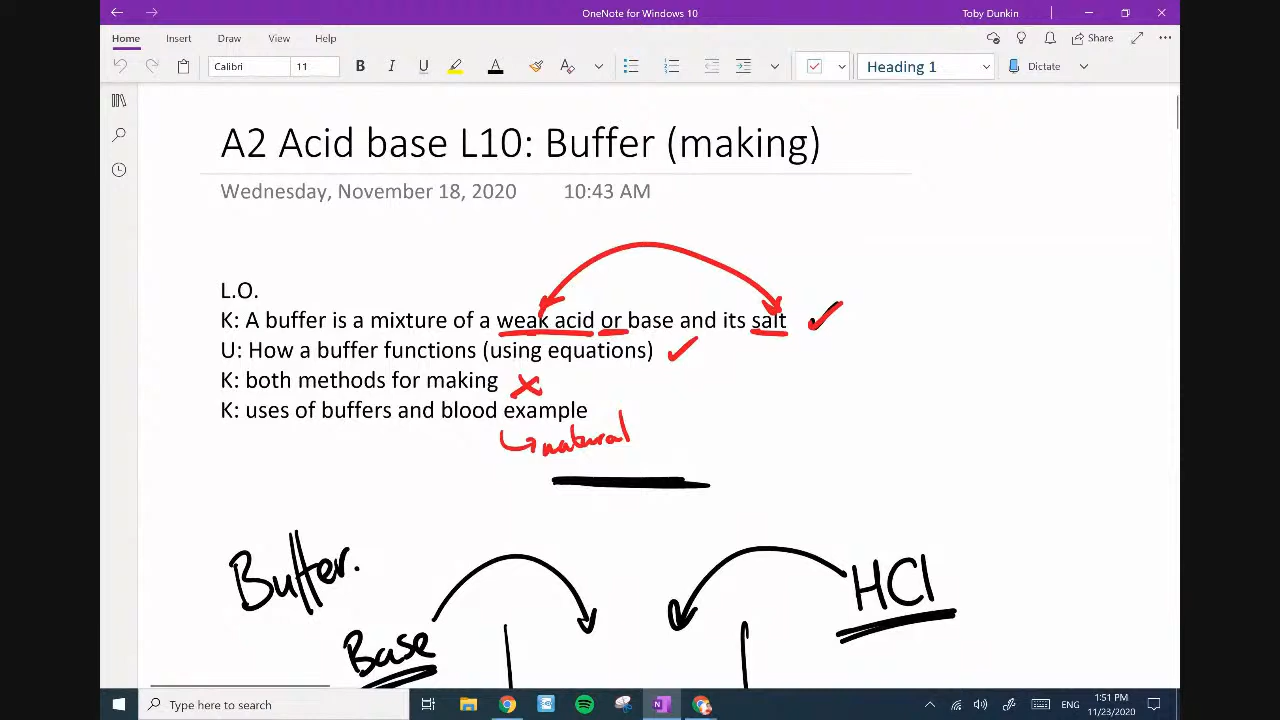 OneNote for Windows 10
Toby Dunkin
Home Insert Draw View Help
Share
Calibri 11 B I U A Heading 1 Dictate
A2 Acid base L10: Buffer (making)
Wednesday, November 18, 2020 10:43 AM
L.O.
K: A buffer is a mixture of a weak acid or base and its salt
U: How a buffer functions (using equations)
K: both methods for making
K: uses of buffers and blood example
natural
Buffer.
HCl
Base
Type here to search
ENG
1:51 PM
11/23/2020